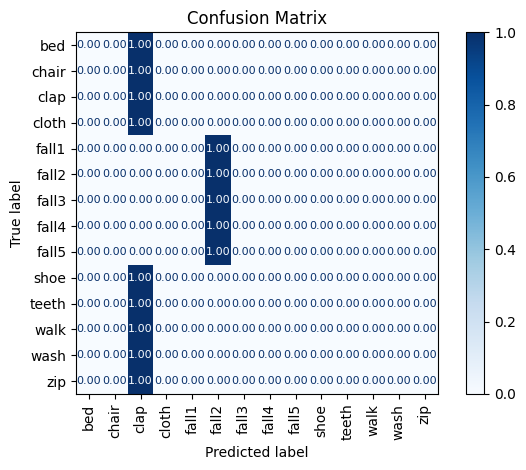 Confusion Matrix
bed 0.00 0.00 1.00 0.00 0.00 0.00 0.00 0.00 0.00 0.00 0.00 0.00 0.00 0.00
chair 0.00 0.00 1.00 0.00 0.00 0.00 0.00 0.00 0.00 0.00 0.00 0.00 0.00 0.00
clap 0.00 0.00 1.00 0.00 0.00 0.00 0.00 0.00 0.00 0.00 0.00 0.00 0.00 0.00
cloth 0.00 0.00 1.00 0.00 0.00 0.00 0.00 0.00 0.00 0.00 0.00 0.00 0.00 0.00
fall1 0.00 0.00 0.00 0.00 0.00 1.00 0.00 0.00 0.00 0.00 0.00 0.00 0.00 0.00
fall2 0.00 0.00 0.00 0.00 0.00 1.00 0.00 0.00 0.00 0.00 0.00 0.00 0.00 0.00
fall3 0.00 0.00 0.00 0.00 0.00 1.00 0.00 0.00 0.00 0.00 0.00 0.00 0.00 0.00
fall4 0.00 0.00 0.00 0.00 0.00 1.00 0.00 0.00 0.00 0.00 0.00 0.00 0.00 0.00
fall5 0.00 0.00 0.00 0.00 0.00 1.00 0.00 0.00 0.00 0.00 0.00 0.00 0.00 0.00
shoe 0.00 0.00 1.00 0.00 0.00 0.00 0.00 0.00 0.00 0.00 0.00 0.00 0.00 0.00
teeth 0.00 0.00 1.00 0.00 0.00 0.00 0.00 0.00 0.00 0.00 0.00 0.00 0.00 0.00
walk 0.00 0.00 1.00 0.00 0.00 0.00 0.00 0.00 0.00 0.00 0.00 0.00 0.00 0.00
wash 0.00 0.00 1.00 0.00 0.00 0.00 0.00 0.00 0.00 0.00 0.00 0.00 0.00 0.00
zip 0.00 0.00 1.00 0.00 0.00 0.00 0.00 0.00 0.00 0.00 0.00 0.00 0.00 0.00
True label
bed chair clap cloth fall1 fall2 fall3 fall4 fall5 shoe teeth walk wash zip
Predicted label
1.0
0.8
0.6
0.4
0.2
0.0